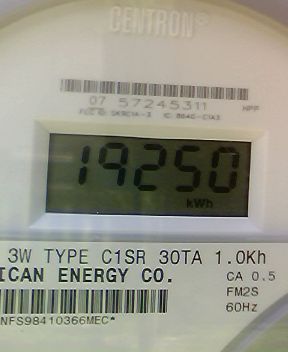 CENTRON®
07 57245311
19250
kWh
3W TYPE C1SR 30TA 1.0Kh
ICAN ENERGY CO.
CA 0.5
FM2S
60Hz
NFS98410366MEC*